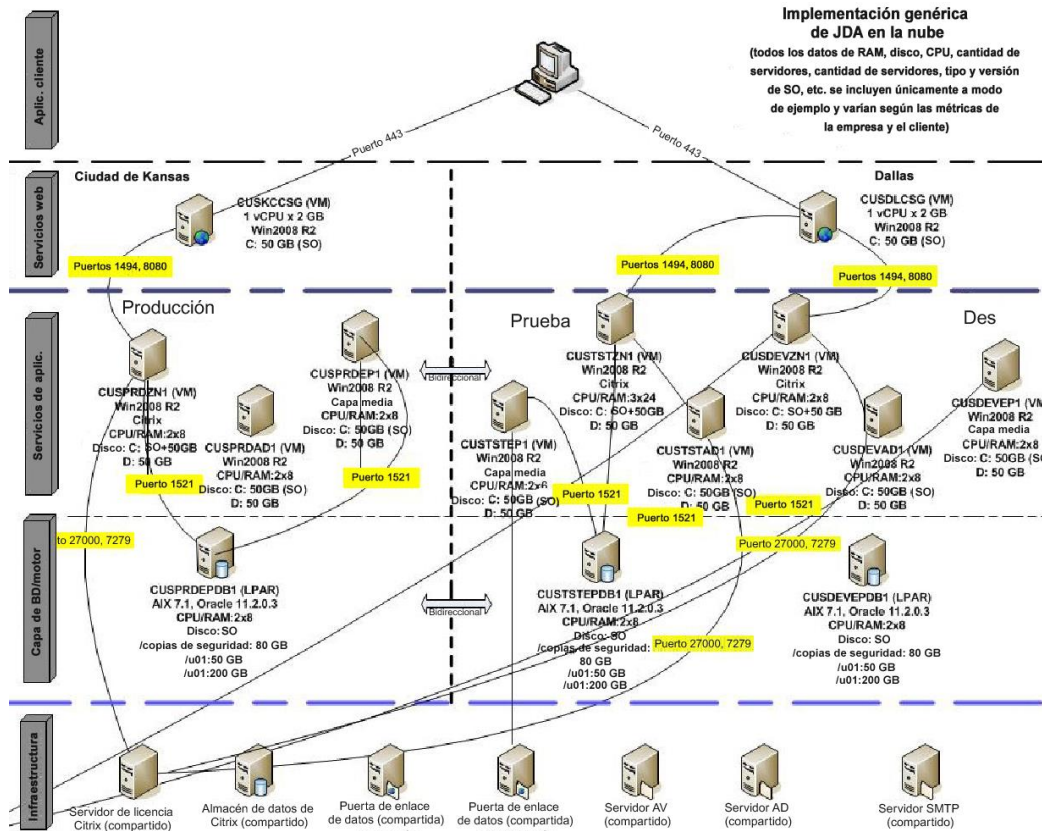 Implementación genérica
de JDA en la nube
(todos los datos de RAM, disco, CPU, cantidad de
servidores, cantidad de servidores, tipo y versión
de SO, etc. se incluyen únicamente a modo
de ejemplo y varían según las métricas de
la empresa y el cliente)
Aplic. cliente
Puerto 443
Puerto 443
Servicios web
Ciudad de Kansas
CUSKCCSG (VM)
1 vCPU x 2 GB
Win2008 R2
C: 50 GB (SO)
Puertos 1494, 8080
Dallas
CUSDLCSG (VM)
1 vCPU x 2 GB
Win2008 R2
C: 50 GB (SO)
Puertos 1494, 8080
Puertos 1494, 8080
Servicios de aplic.
Producción
CUSPRDZN1 (VM)
Win2008 R2
Citrix
CPU/RAM:2x8
Disco: C: SO+50GB
D: 50 GB
CUSPRDAD1 (VM)
Win2008 R2
CPU/RAM:2x8
Disco: C: 50GB (SO)
D: 50 GB
CUSPRDEP1 (VM)
Win2008 R2
Capa media
CPU/RAM:2x8
Disco: C: 50GB (SO)
D: 50 GB
Puerto 1521
Puerto 1521
Bidireccional
Prueba
CUSTSTEP1 (VM)
Win2008 R2
Capa media
CPU/RAM:2x6
Disco: C: 50GB (SO)
D: 50 GB
CUSTSTZN1 (VM)
Win2008 R2
Citrix
CPU/RAM:3x24
Disco: C: SO+50GB
D: 50 GB
CUSTSTAD1 (VM)
Win2008 R2
CPU/RAM:2x8
Disco: C: 50GB (SO)
D: 50 GB
Puerto 1521
Puerto 1521
Des
CUSDEVZN1 (VM)
Win2008 R2
Citrix
CPU/RAM:2x8
Disco: C: SO+50 GB
D: 50 GB
CUSDEVAD1 (VM)
Win2008 R2
CPU/RAM:2x8
Disco: C: 50GB (SO)
D: 50 GB
CUSDEVEP1 (VM)
Win2008 R2
Capa media
CPU/RAM:2x8
Disco: C: 50GB (SO
D: 50 GB
Puerto 1521
Capa de BD/motor
to 27000, 7279
CUSPRDEPDB1 (LPAR)
AIX 7.1, Oracle 11.2.0.3
CPU/RAM:2x8
Disco: SO
/copias de seguridad: 80 GB
/u01:50 GB
/u01:200 GB
Bidireccional
CUSTSTEPDB1 (LPAR)
AIX 7.1, Oracle 11.2.0.3
CPU/RAM:2x8
Disco: SO
/copias de seguridad:
80 GB
/u01:50 GB
/u01:200 GB
Puerto 27000, 7279
Puerto 27000, 7279
CUSDEVEPDB1 (LPAR)
AIX 7.1, Oracle 11.2.0.3
CPU/RAM:2x8
Disco: SO
/copias de seguridad: 80 GB
/u01:50 GB
/u01:200 GB
Infraestructura
Servidor de licencia
Citrix (compartido)
Almacén de datos de
Citrix (compartido)
Puerta de enlace
de datos (compartida)
Puerta de enlace
de datos (compartida)
Servidor AV
(compartido)
Servidor AD
(compartido)
Servidor SMTP
(compartido)